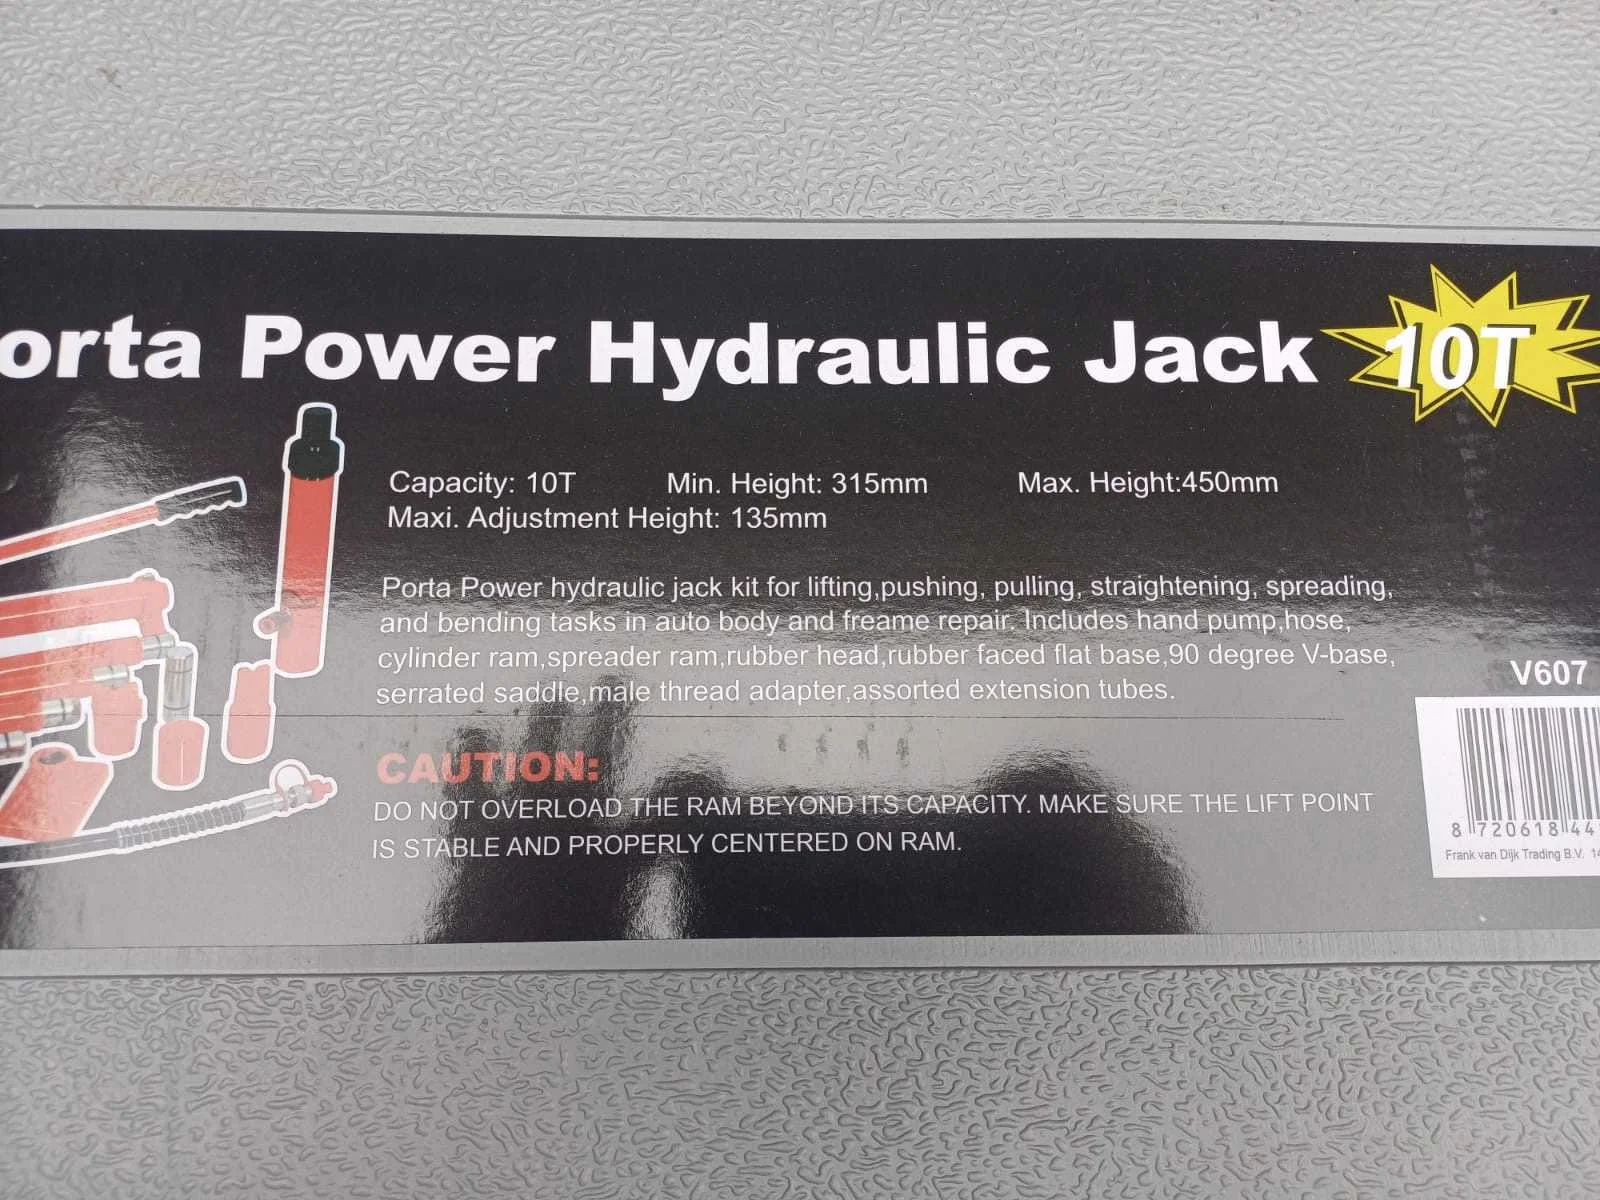 orta Power Hydraulic Jack 10T
Capacity: 10T Min. Height: 315mm Max. Height:450mm
Maxi. Adjustment Height: 135mm
Porta Power hydraulic jack kit for lifting,pushing, pulling, straightening, spreading,
and bending tasks in auto body and freame repair. Includes hand pump,hose,
cylinder ram,spreader ram,rubber head,rubber faced flat base,90 degree V-base,
serrated saddle,male thread adapter,assorted extension tubes.
V607
CAUTION:
DO NOT OVERLOAD THE RAM BEYOND ITS CAPACITY. MAKE SURE THE LIFT POINT
IS STABLE AND PROPERLY CENTERED ON RAM.
8 720618 44
Frank van Dijk Trading B.V. 14